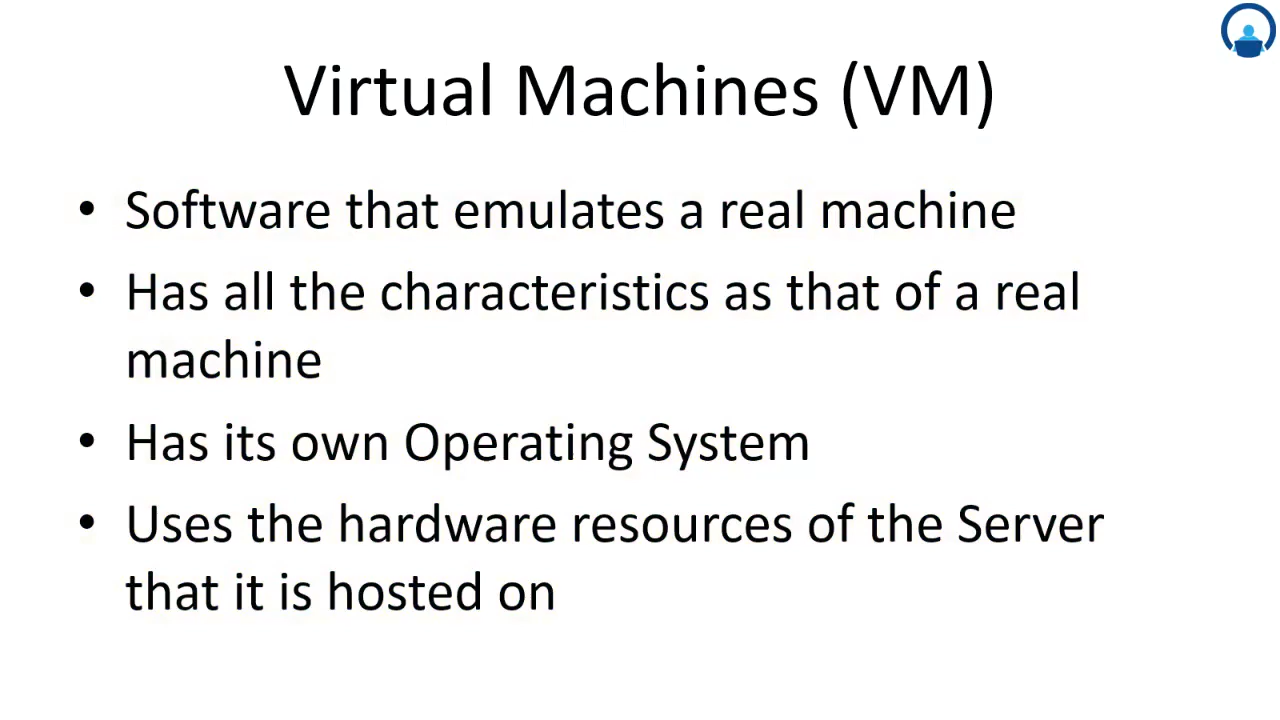 Virtual Machines (VM)
• Software that emulates a real machine
• Has all the characteristics as that of a real
machine
• Has its own Operating System
• Uses the hardware resources of the Server
that it is hosted on